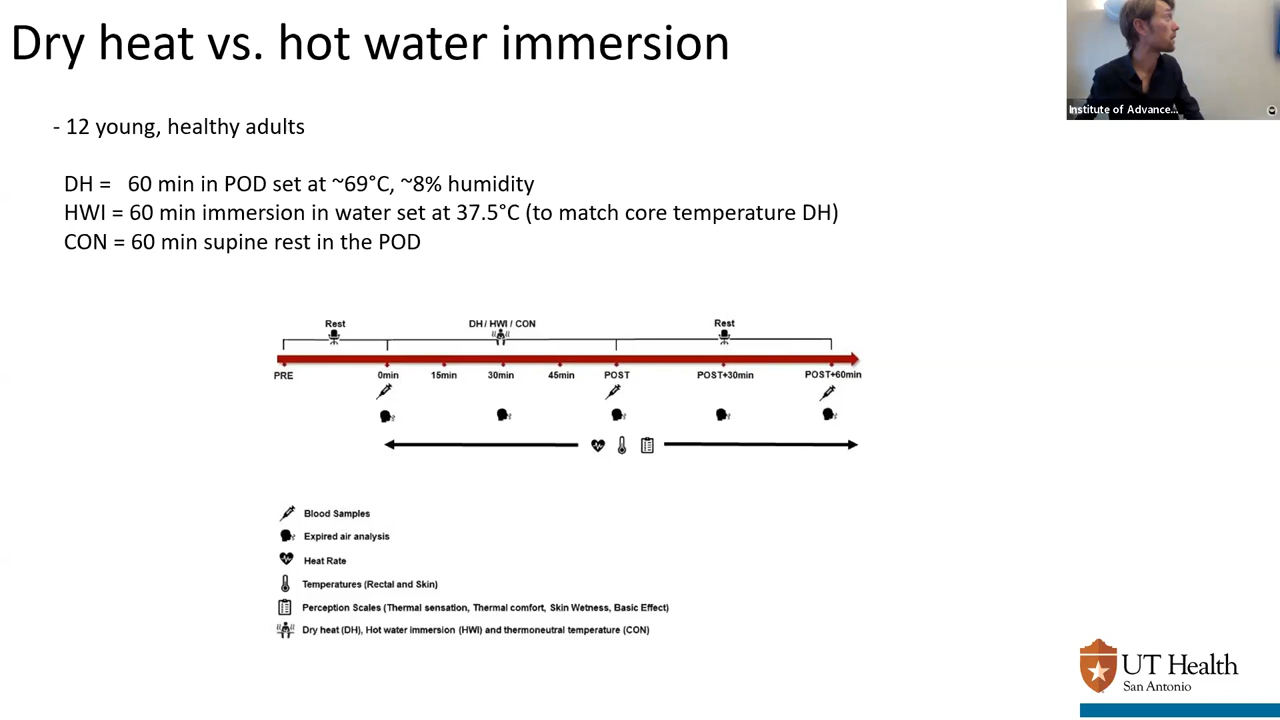 Dry heat vs. hot water immersion
Institute of Advance...
- 12 young, healthy adults
DH = 60 min in POD set at ~69°C, ~8% humidity
HWI = 60 min immersion in water set at 37.5°C (to match core temperature DH)
CON = 60 min supine rest in the POD
Rest DH / HWI / CON Rest
PRE 0min 15min 30min 45min POST POST+30min POST+60min
Blood Samples
Expired air analysis
Heat Rate
Temperatures (Rectal and Skin)
Perception Scales (Thermal sensation, Thermal comfort, Skin Wetness, Basic Effect)
Dry heat (DH), Hot water immersion (HWI) and thermoneutral temperature (CON)
UT Health
San Antonio